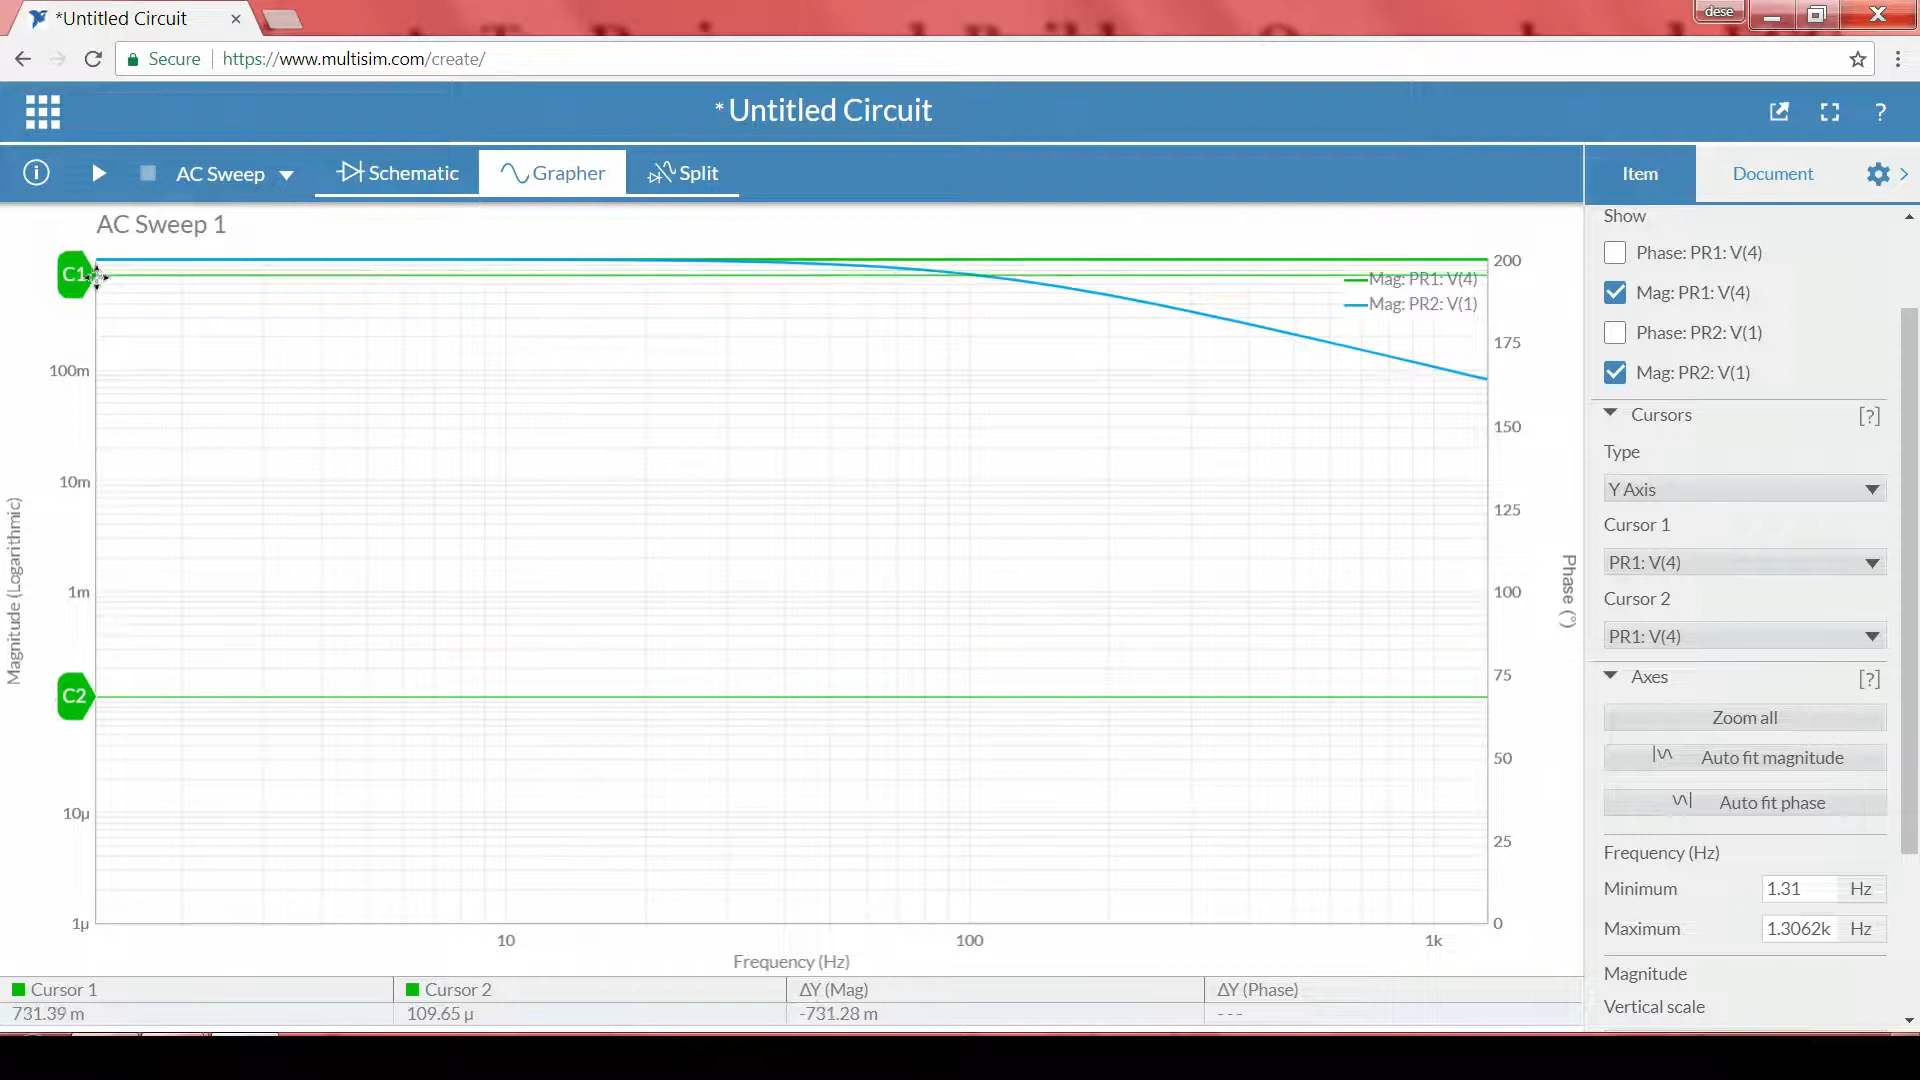 *Untitled Circuit
dese
Secure
https://www.multisim.com/create/
* Untitled Circuit
?
AC Sweep
Schematic
Grapher
Split
Item
Document
AC Sweep 1
Show
Phase: PR1: V(4)
Mag: PR1: V(4)
Phase: PR2: V(1)
Mag: PR2: V(1)
Cursors [?]
Type
Y Axis
Cursor 1
PR1: V(4)
Cursor 2
PR1: V(4)
Axes [?]
Zoom all
Auto fit magnitude
Auto fit phase
Frequency (Hz)
Minimum 1.31 Hz
Maximum 1.3062k Hz
Magnitude
Vertical scale
C1
C2
Mag: PR1: V(4)
Mag: PR2: V(1)
100m
10m
1m
10µ
1µ
Magnitude (Logarithmic)
200
175
150
125
100
75
50
25
0
Phase (°)
10
100
1k
Frequency (Hz)
Cursor 1
Cursor 2
ΔY (Mag)
ΔY (Phase)
731.39 m
109.65 µ
-731.28 m
---